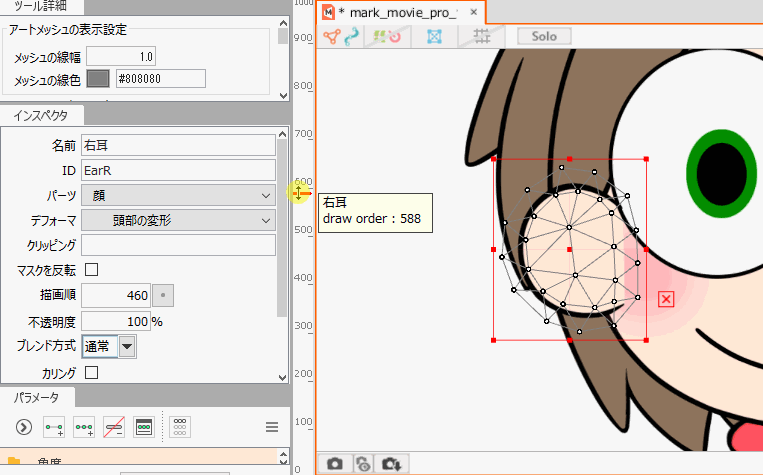 ツール詳細
アートメッシュの表示設定
メッシュの線幅 1.0
メッシュの線色 #808080
インスペクタ
名前 右耳
ID EarR
パーツ 顔
デフォーマ 頭部の変形
クリッピング
マスクを反転
描画順 460
不透明度 100 %
ブレンド方式 通常
カリング
パラメータ
角度
1000
900
800
700
600
500
400
300
200
100
0
* mark_movie_pro_
Solo
右耳
draw order : 588